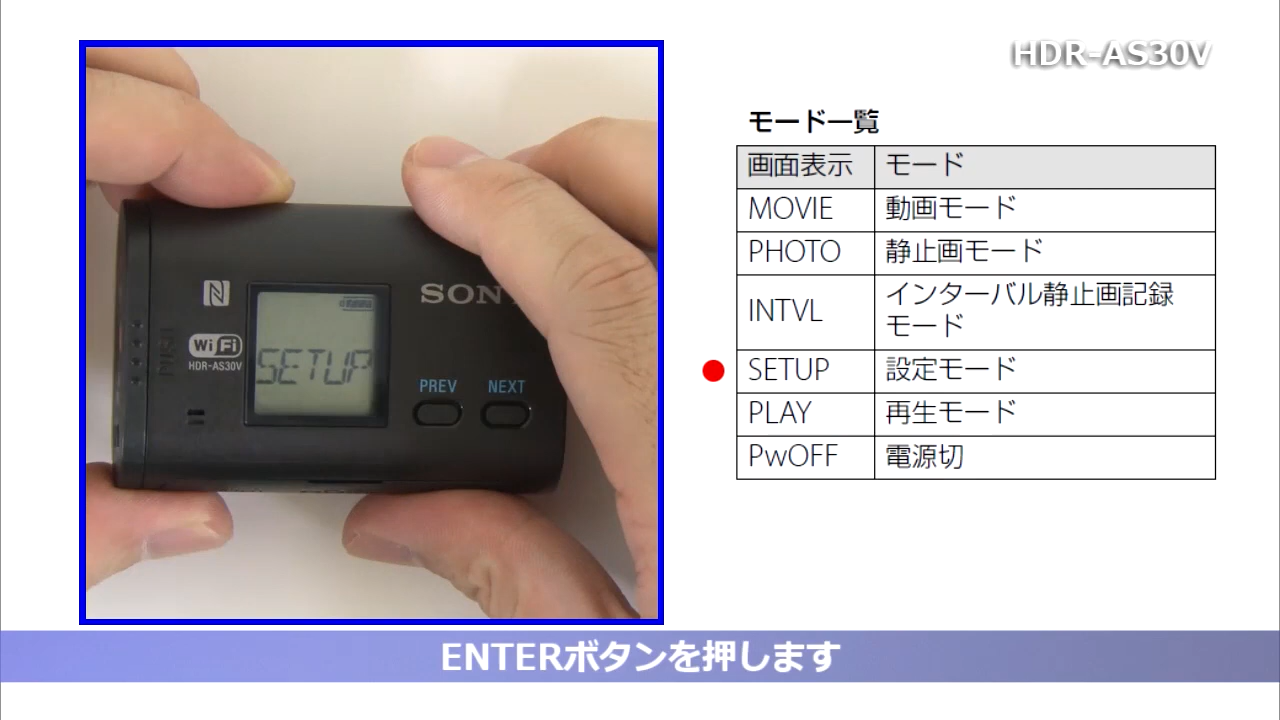 HDR-AS30V
モード一覧
画面表示 モード
MOVIE 動画モード
PHOTO 静止画モード
INTVL インターバル静止画記録
モード
SETUP 設定モード
PLAY 再生モード
PwOFF 電源切
SON
Wi Fi
HDR-AS30V
SETUP
PREV NEXT
ENTERボタンを押します